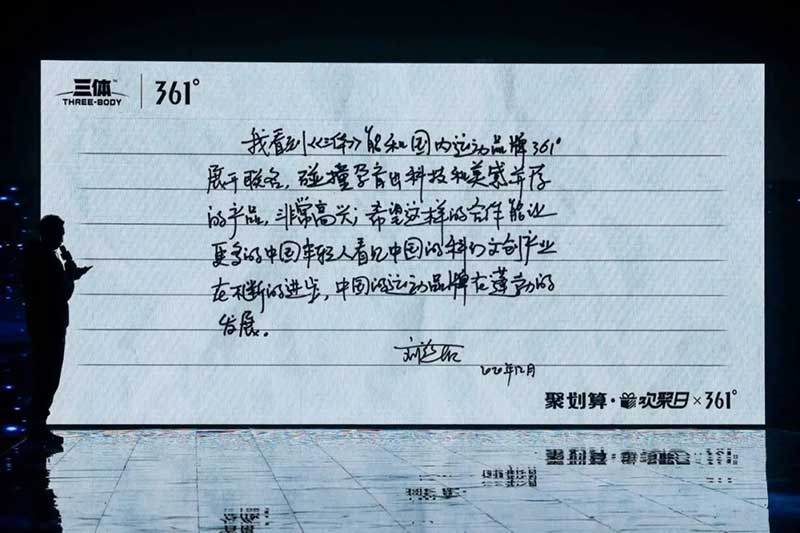 三体™
THREE-BODY
361°
我看到《三体》能和国内运动品牌361°
展开联名，碰撞孕育出科技和美感并存
的产品，非常高兴；希望这样的合作能让
更多的中国年轻人看见中国的科幻文创产业
在不断的进步，中国的运动品牌在蓬勃的
发展。
刘慈欣
2020年12月
聚划算·欢聚日×361°